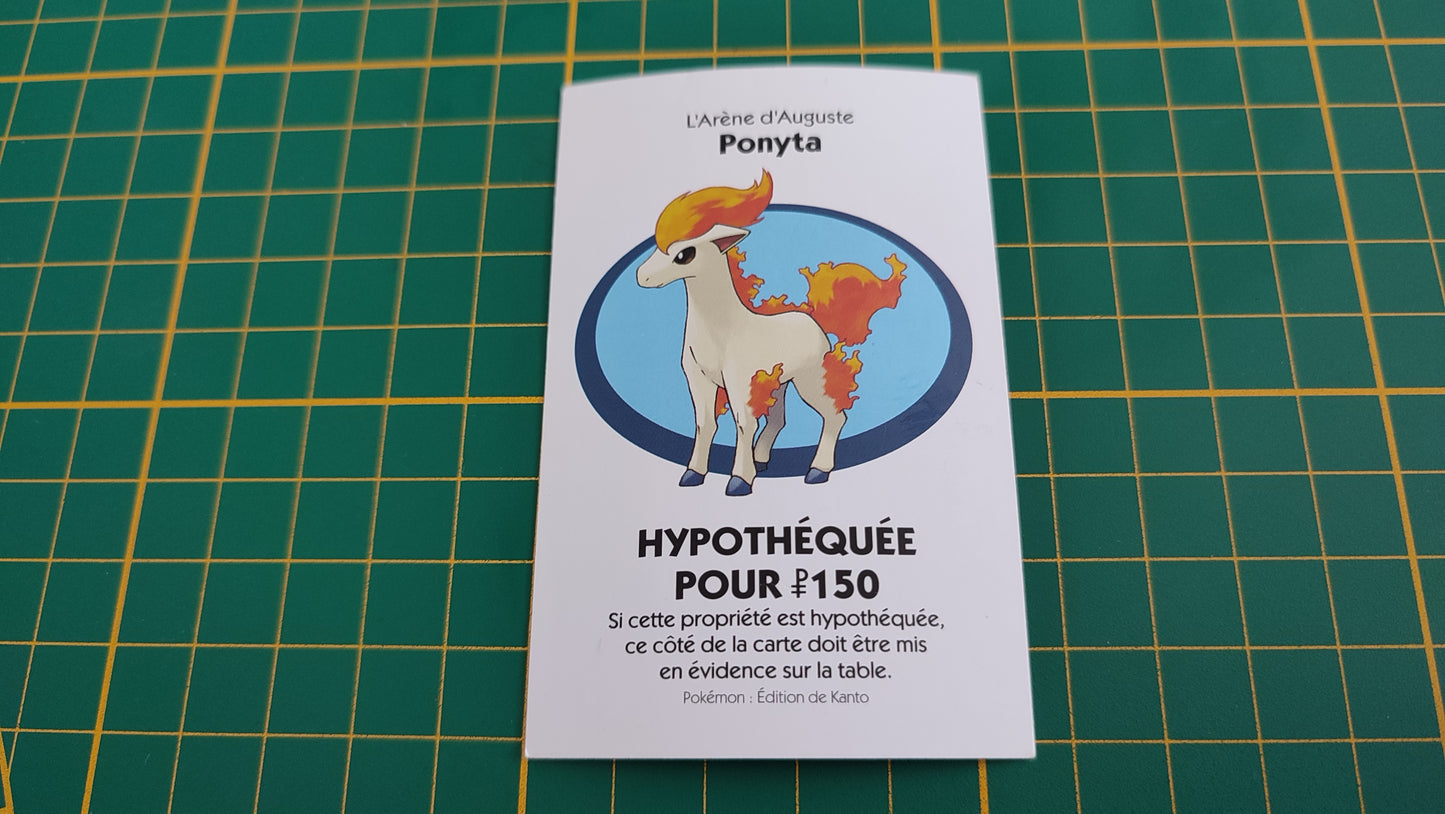 L'Arène d'Auguste
Ponyta
HYPOTHÉQUÉE
POUR ₽150
Si cette propriété est hypothéquée,
ce côté de la carte doit être mis
en évidence sur la table.
Pokémon : Édition de Kanto